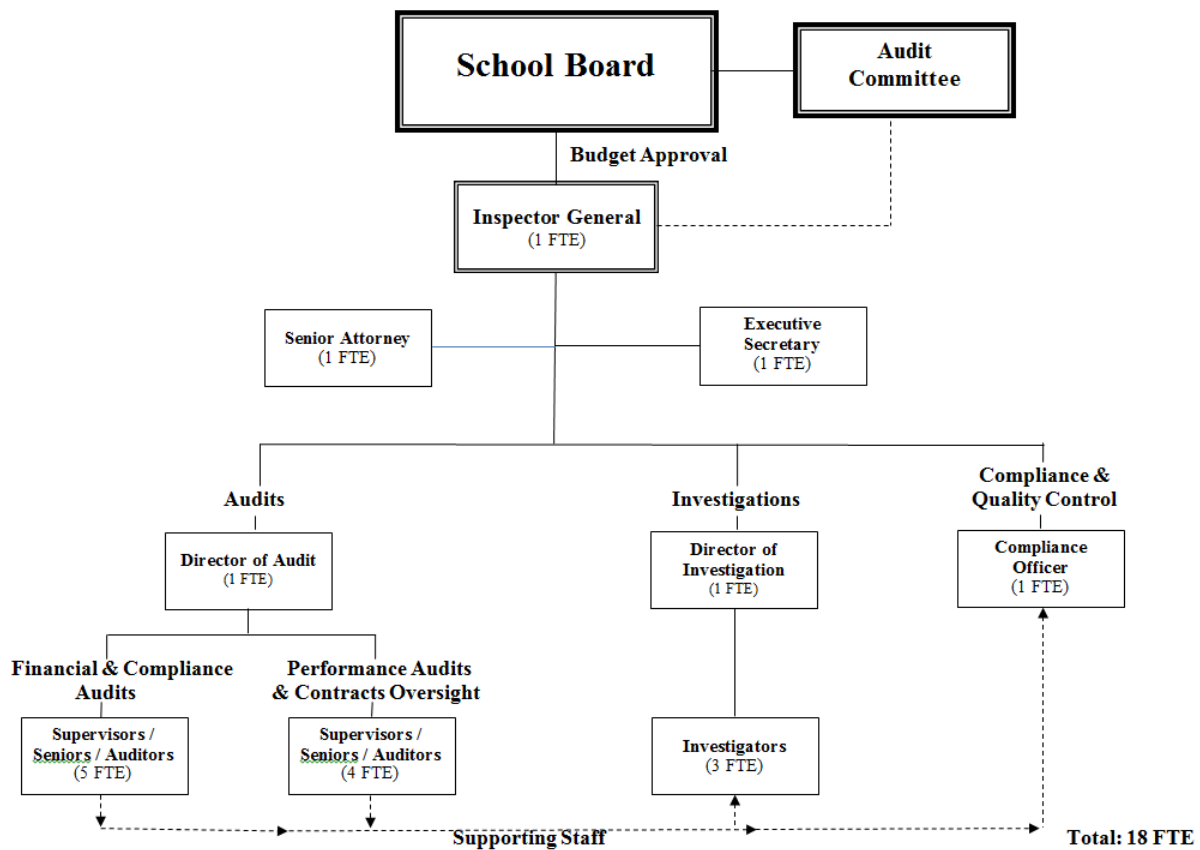 School Board
Audit
Committee
Budget Approval
Inspector General
(1 FTE)
Senior Attorney
(1 FTE)
Executive
Secretary
(1 FTE)
Audits
Investigations
Compliance &
Quality Control
Director of Audit
(1 FTE)
Director of
Investigation
(1 FTE)
Compliance
Officer
(1 FTE)
Financial & Compliance
Audits
Performance Audits
& Contracts Oversight
Supervisors /
Seniors / Auditors
(5 FTE)
Supervisors /
Seniors / Auditors
(4 FTE)
Investigators
(3 FTE)
Supporting Staff
Total: 18 FTE